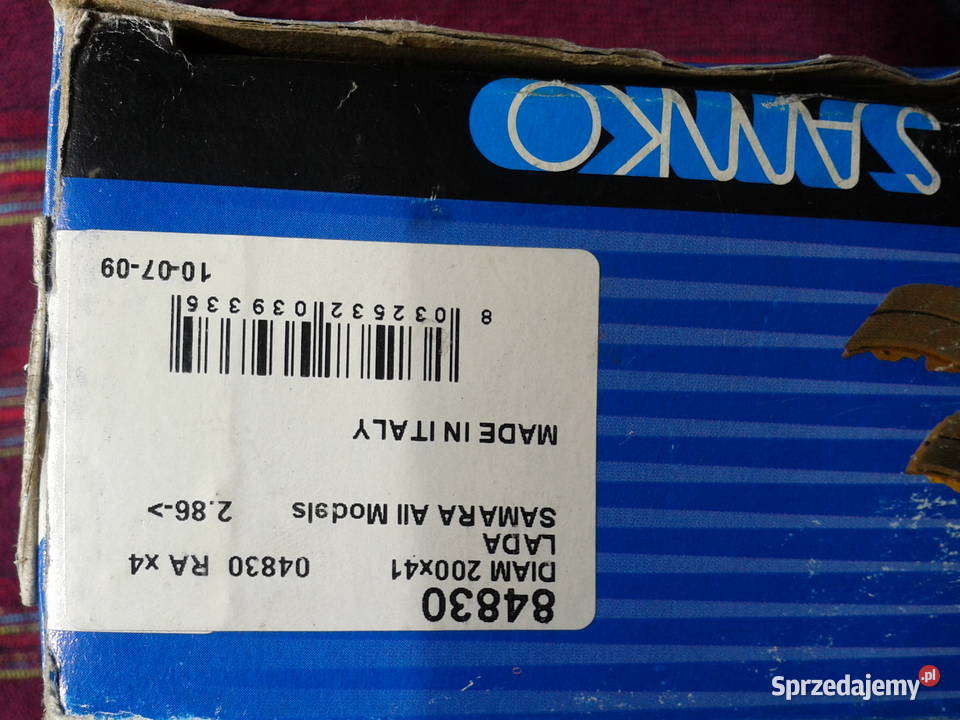 84830
DIAM 200x41 04830 RA x4
LADA
SAMARA All Models 2.86->
MADE IN ITALY
8 032532 039336
10-07-09
SANKO
Sprzedajemy.pl